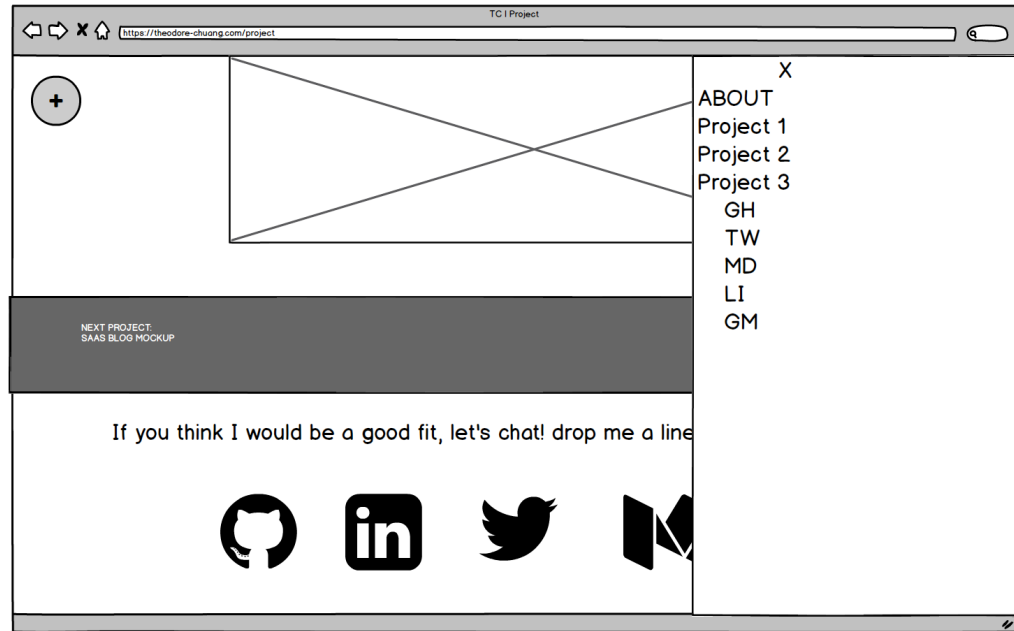 TC | Project
https://theodore-chuang.com/project
+
X
ABOUT
Project 1
Project 2
Project 3
GH
TW
MD
LI
GM
NEXT PROJECT:
SAAS BLOG MOCKUP
If you think I would be a good fit, let's chat! drop me a line
in